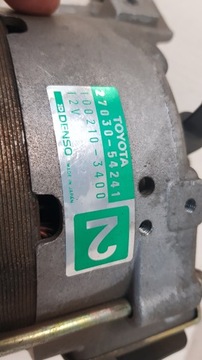 TOYOTA
27030-54241
100210-3400
12V
DENSO MADE IN JAPAN
2